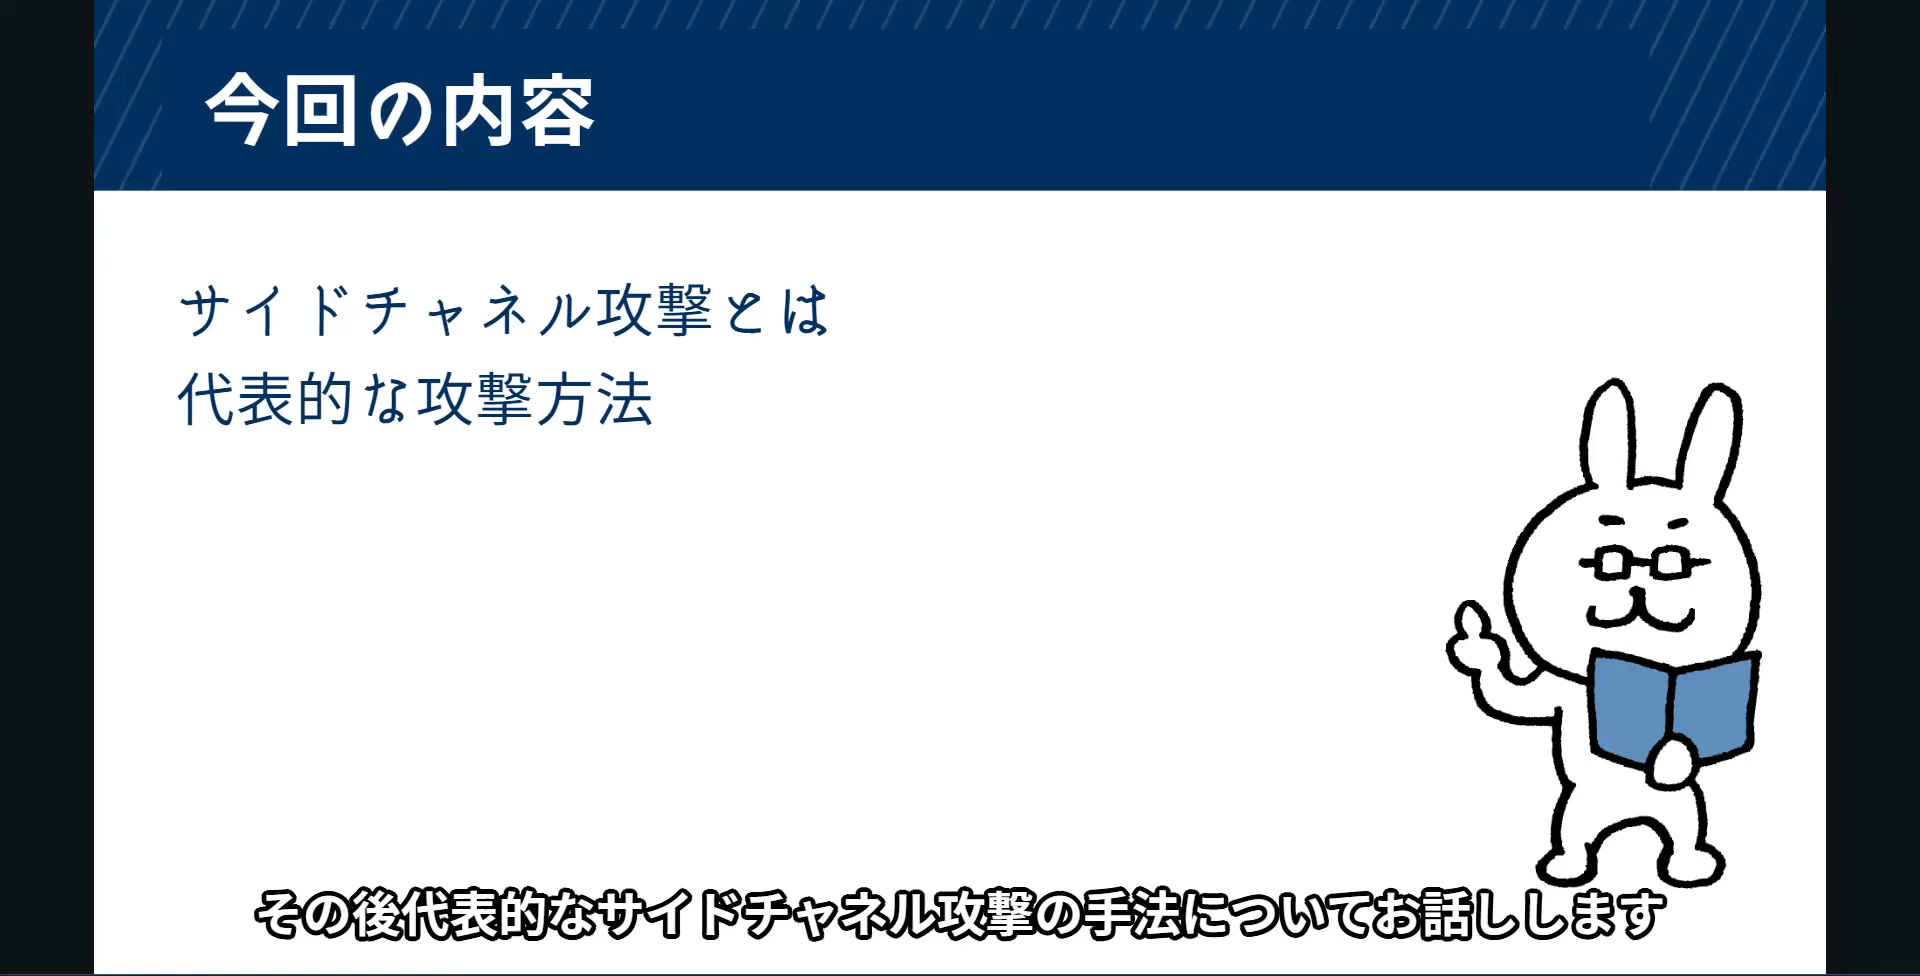 今回の内容
サイドチャネル攻撃とは
代表的な攻撃方法
その後代表的なサイドチャネル攻撃の手法についてお話しします